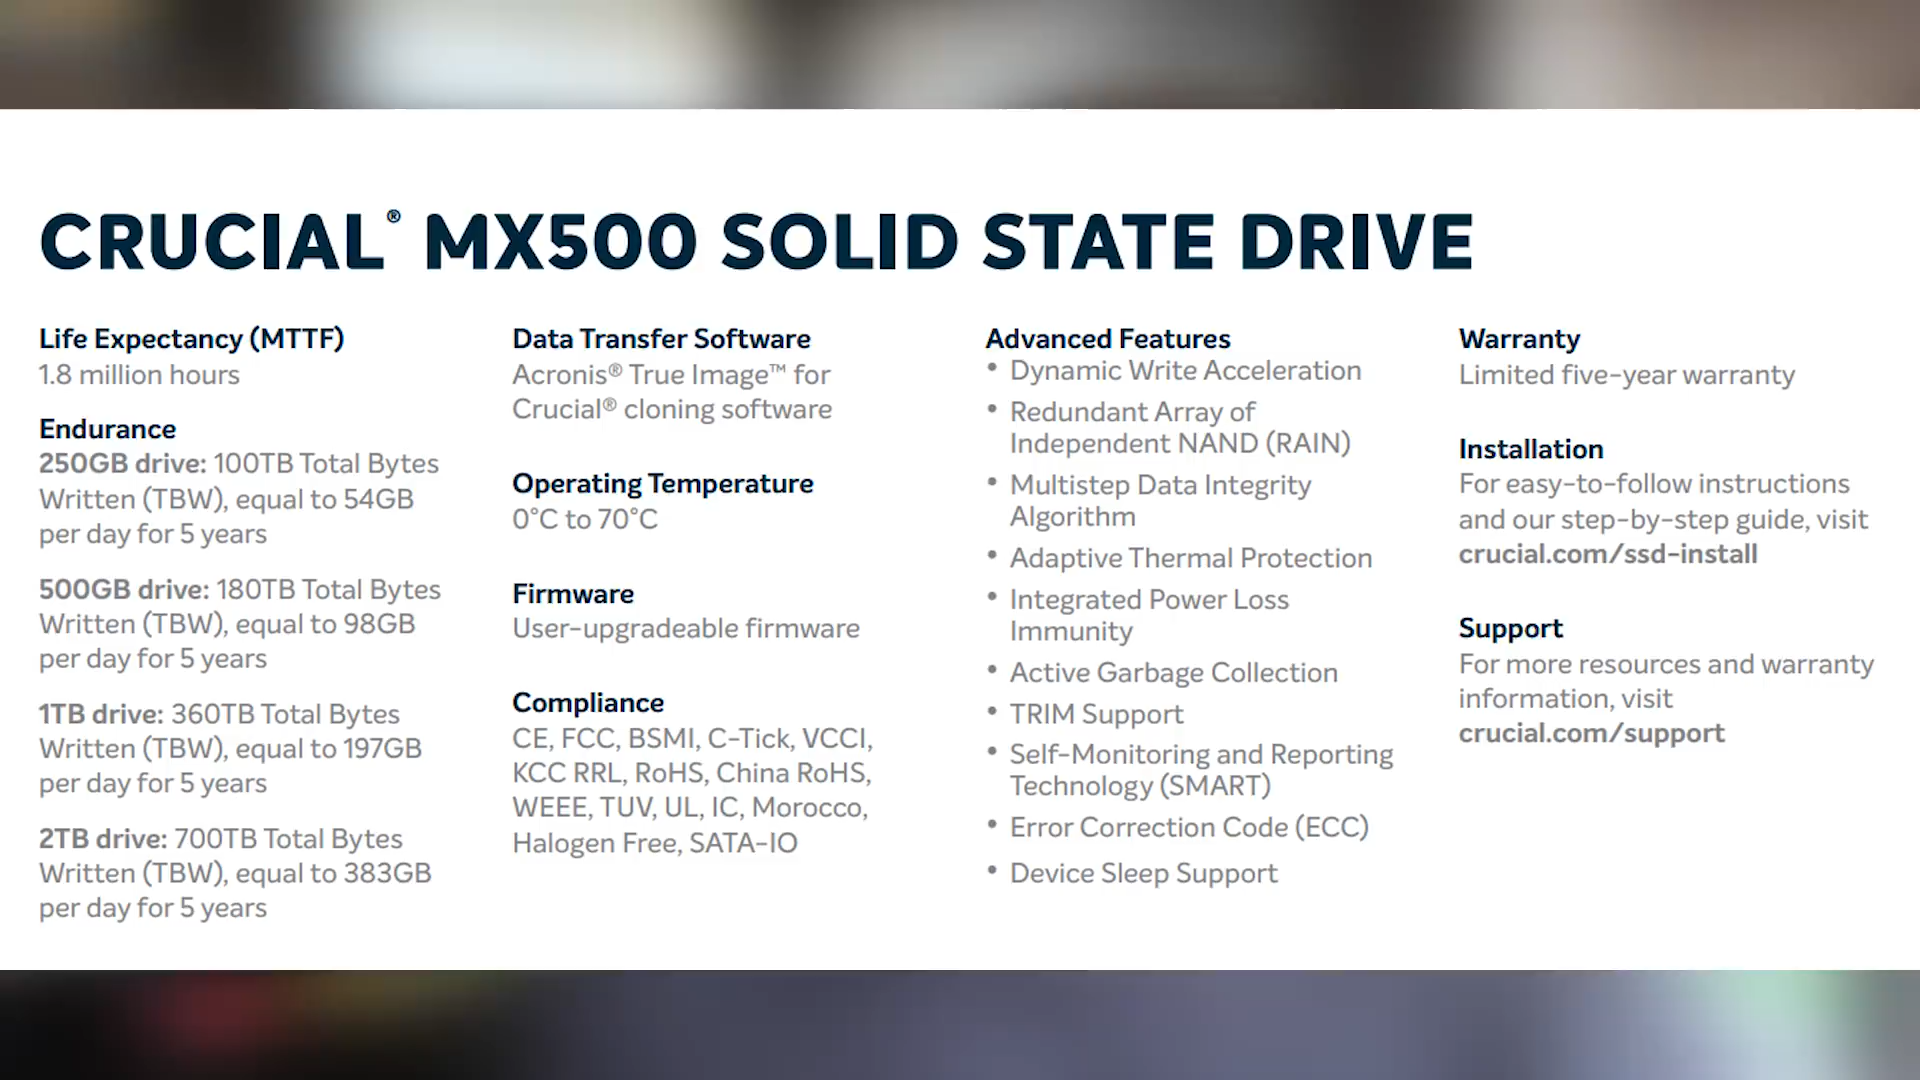 CRUCIAL® MX500 SOLID STATE DRIVE
Life Expectancy (MTTF)
1.8 million hours
Endurance
250GB drive: 100TB Total Bytes
Written (TBW), equal to 54GB
per day for 5 years
500GB drive: 180TB Total Bytes
Written (TBW), equal to 98GB
per day for 5 years
1TB drive: 360TB Total Bytes
Written (TBW), equal to 197GB
per day for 5 years
2TB drive: 700TB Total Bytes
Written (TBW), equal to 383GB
per day for 5 years
Data Transfer Software
Acronis® True Image™ for
Crucial® cloning software
Operating Temperature
0°C to 70°C
Firmware
User-upgradeable firmware
Compliance
CE, FCC, BSMI, C-Tick, VCCI,
KCC RRL, RoHS, China RoHS,
WEEE, TUV, UL, IC, Morocco,
Halogen Free, SATA-IO
Advanced Features
• Dynamic Write Acceleration
• Redundant Array of
Independent NAND (RAIN)
• Multistep Data Integrity
Algorithm
• Adaptive Thermal Protection
• Integrated Power Loss
Immunity
• Active Garbage Collection
• TRIM Support
• Self-Monitoring and Reporting
Technology (SMART)
• Error Correction Code (ECC)
• Device Sleep Support
Warranty
Limited five-year warranty
Installation
For easy-to-follow instructions
and our step-by-step guide, visit
crucial.com/ssd-install
Support
For more resources and warranty
information, visit
crucial.com/support